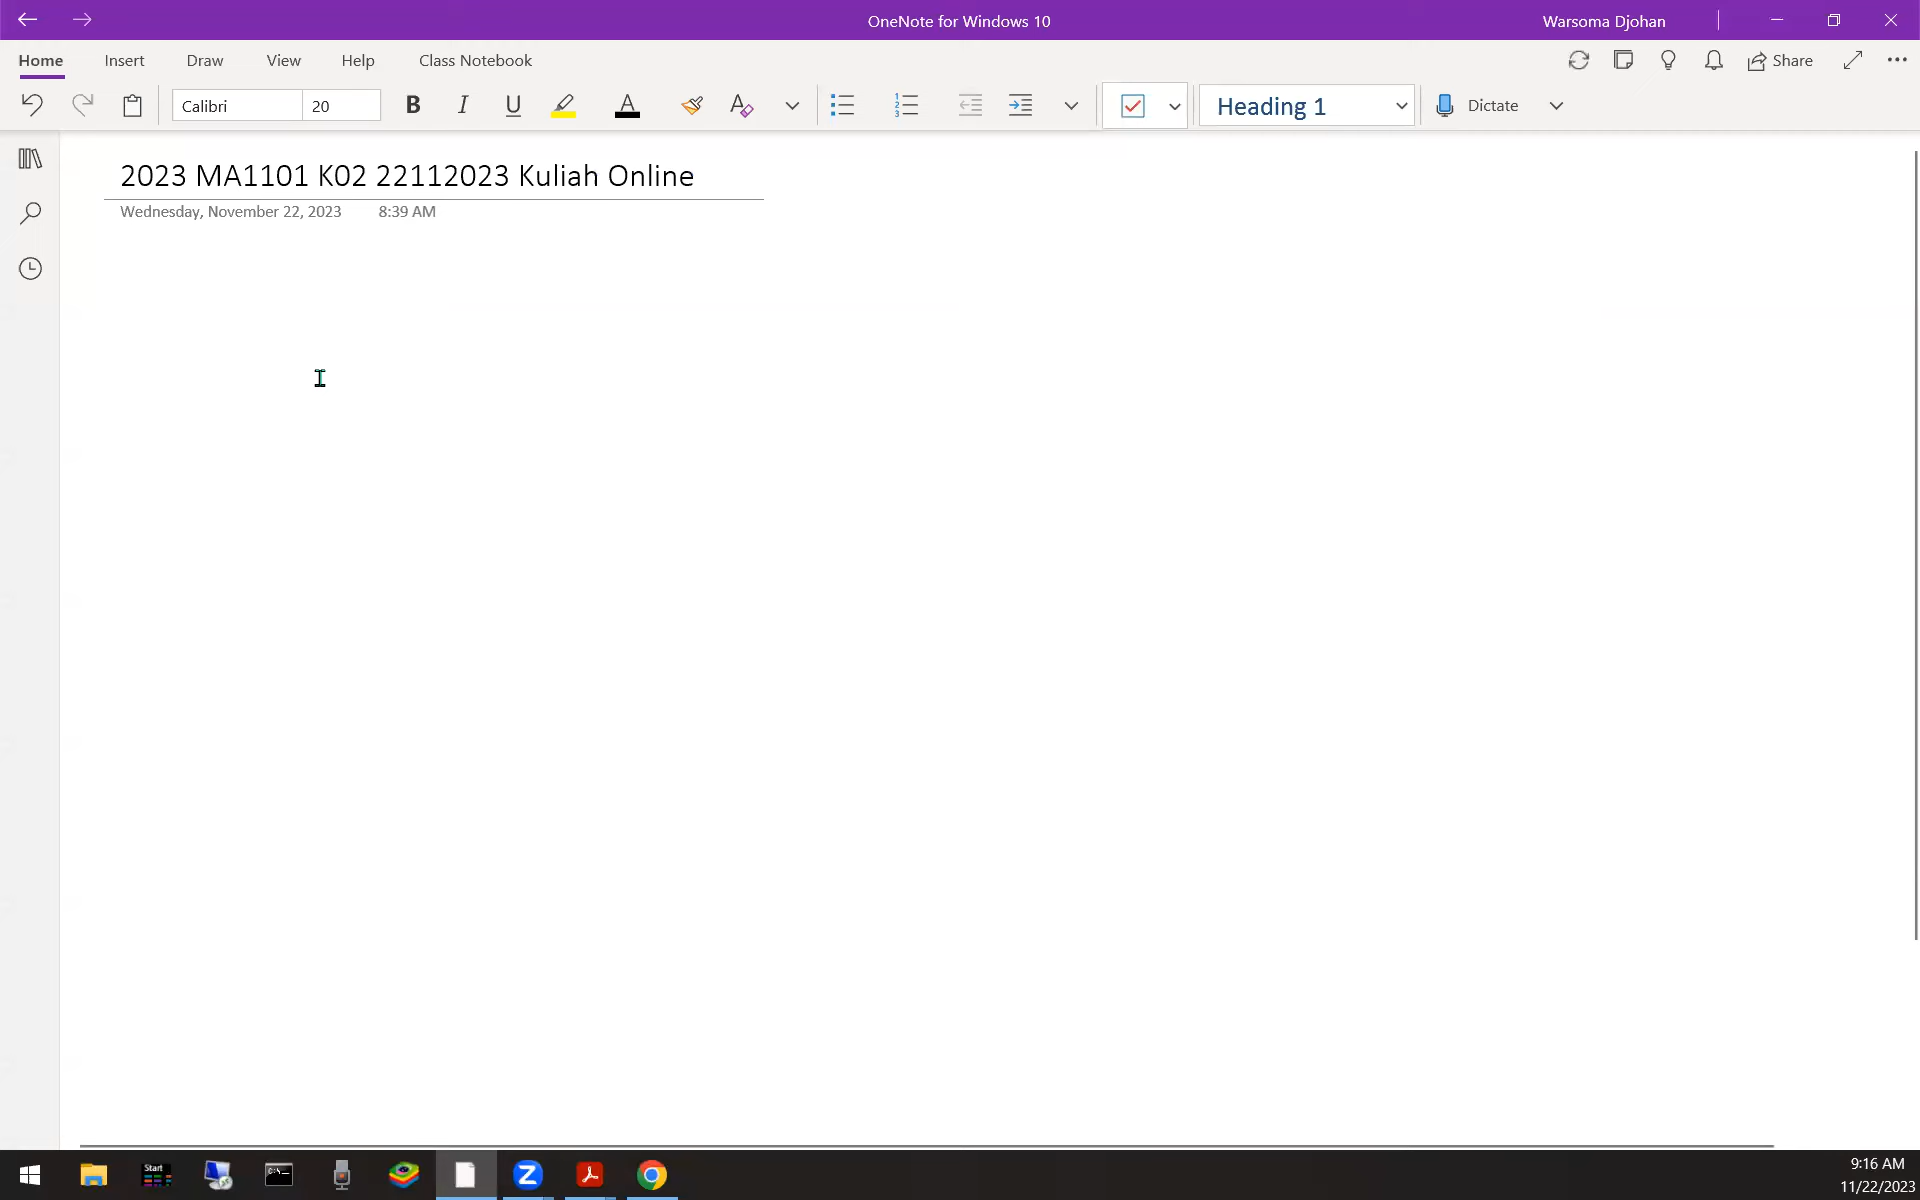 OneNote for Windows 10
Warsoma Djohan
Home Insert Draw View Help Class Notebook
Share
Calibri 20 B I U A A
Heading 1
Dictate
2023 MA1101 K02 22112023 Kuliah Online
Wednesday, November 22, 2023 8:39 AM
Start
9:16 AM
11/22/2023